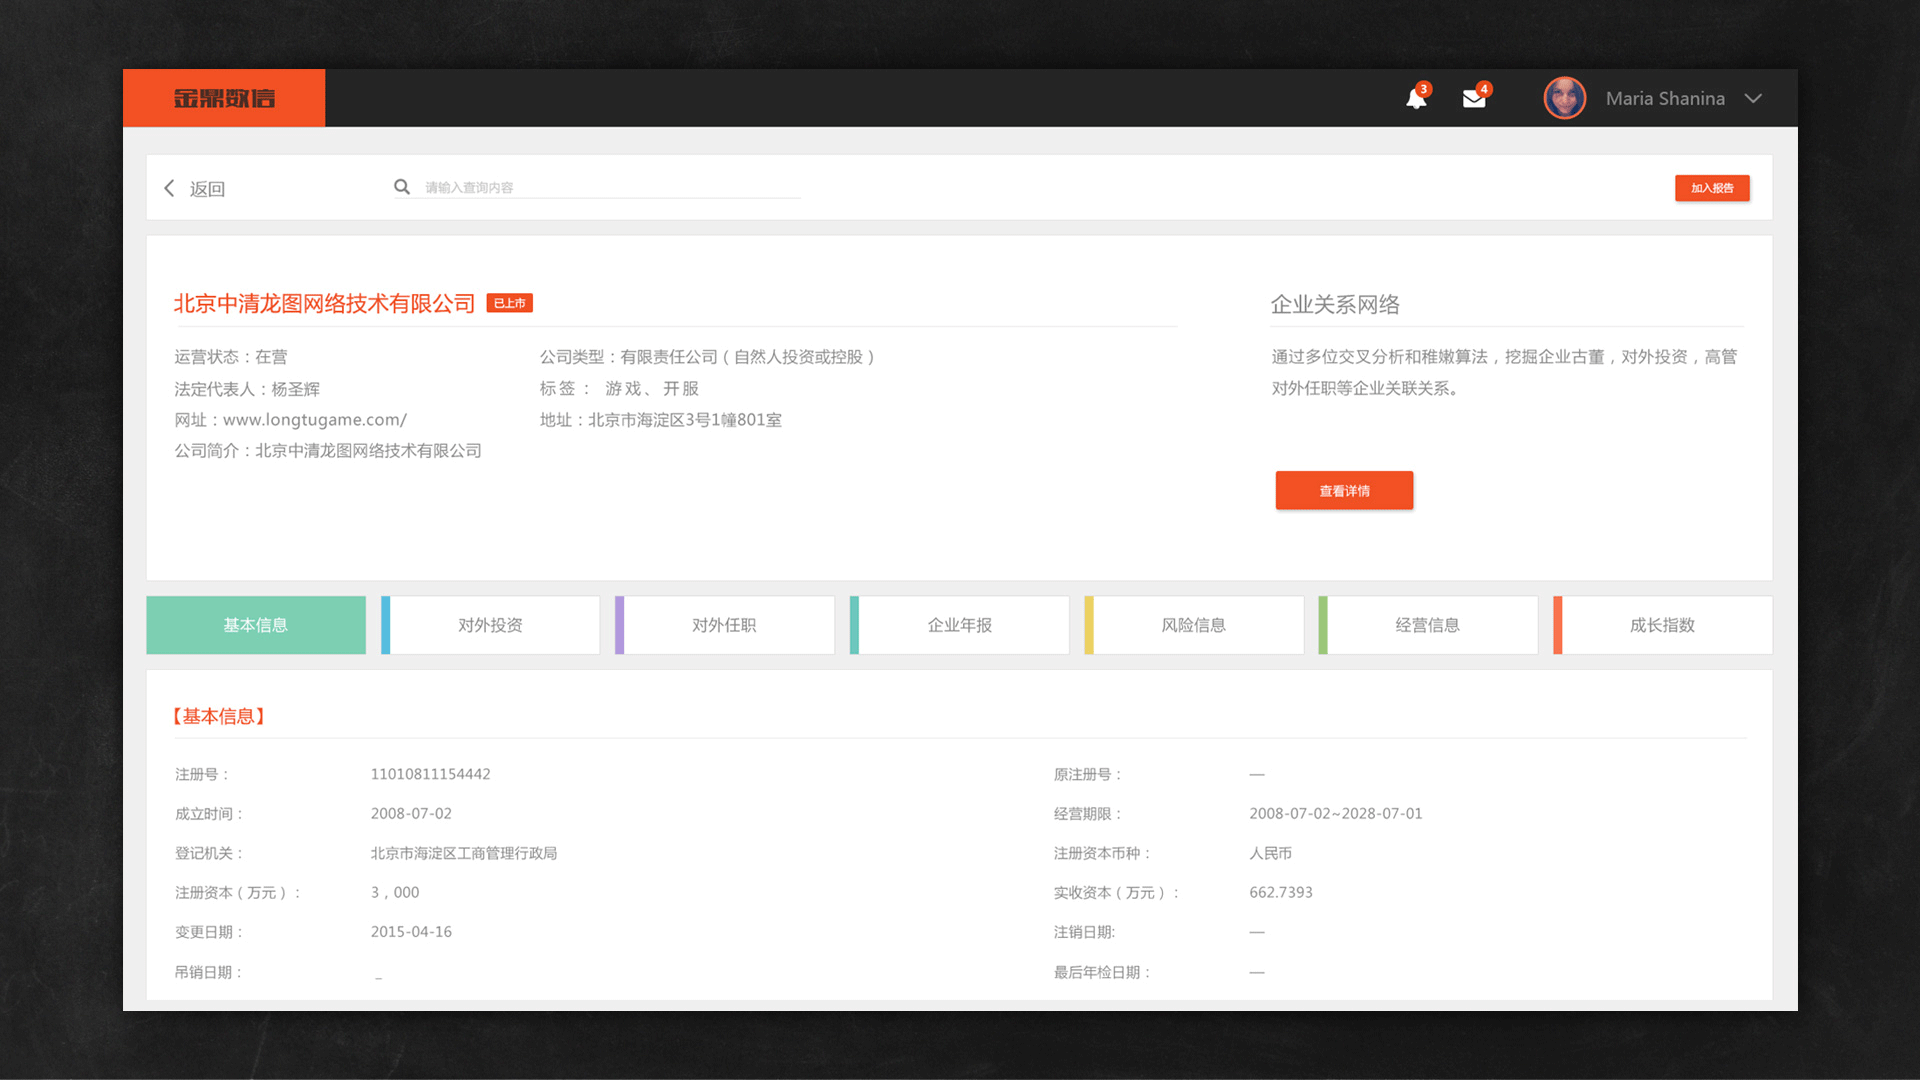 金鼎数信
3
4
Maria Shanina
返回
请输入查询内容
加入报告
北京中清龙图网络技术有限公司 已上市
运营状态：在营
公司类型：有限责任公司（自然人投资或控股）
法定代表人：杨圣辉
标签： 游戏、开服
网址：www.longtugame.com/
地址：北京市海淀区3号1幢801室
公司简介：北京中清龙图网络技术有限公司
企业关系网络
通过多位交叉分析和稚嫩算法，挖掘企业古董，对外投资，高管
对外任职等企业关联关系。
查看详情
基本信息
对外投资
对外任职
企业年报
风险信息
经营信息
成长指数
【基本信息】
注册号： 11010811154442
原注册号： —
成立时间： 2008-07-02
经营期限： 2008-07-02~2028-07-01
登记机关： 北京市海淀区工商管理行政局
注册资本币种： 人民币
注册资本（万元）： 3，000
实收资本（万元）： 662.7393
变更日期： 2015-04-16
注销日期: —
吊销日期： _
最后年检日期： —